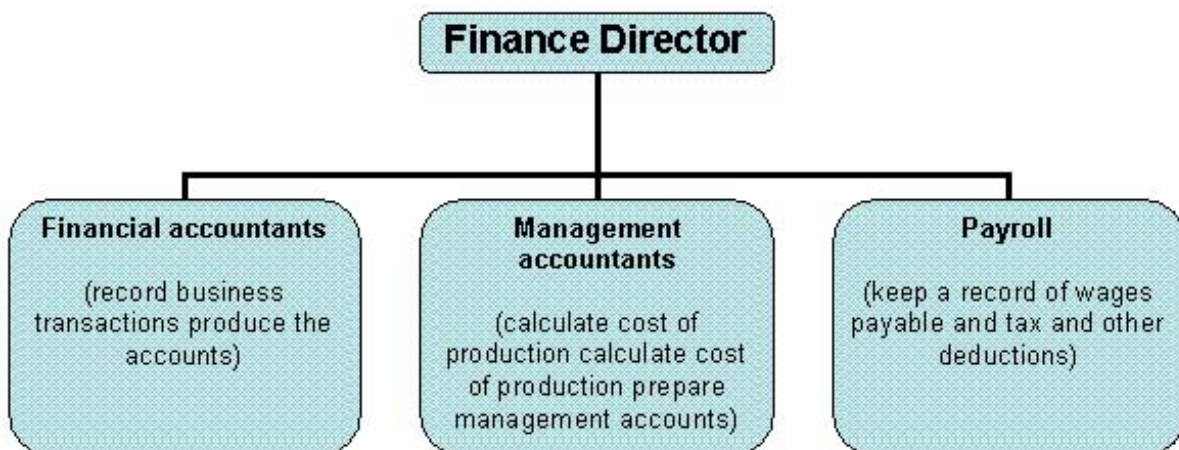 Finance Director
Financial accountants
(record business
transactions produce the
accounts)
Management
accountants
(calculate cost of
production calculate cost
of production prepare
management accounts)
Payroll
(keep a record of wages
payable and tax and other
deductions)